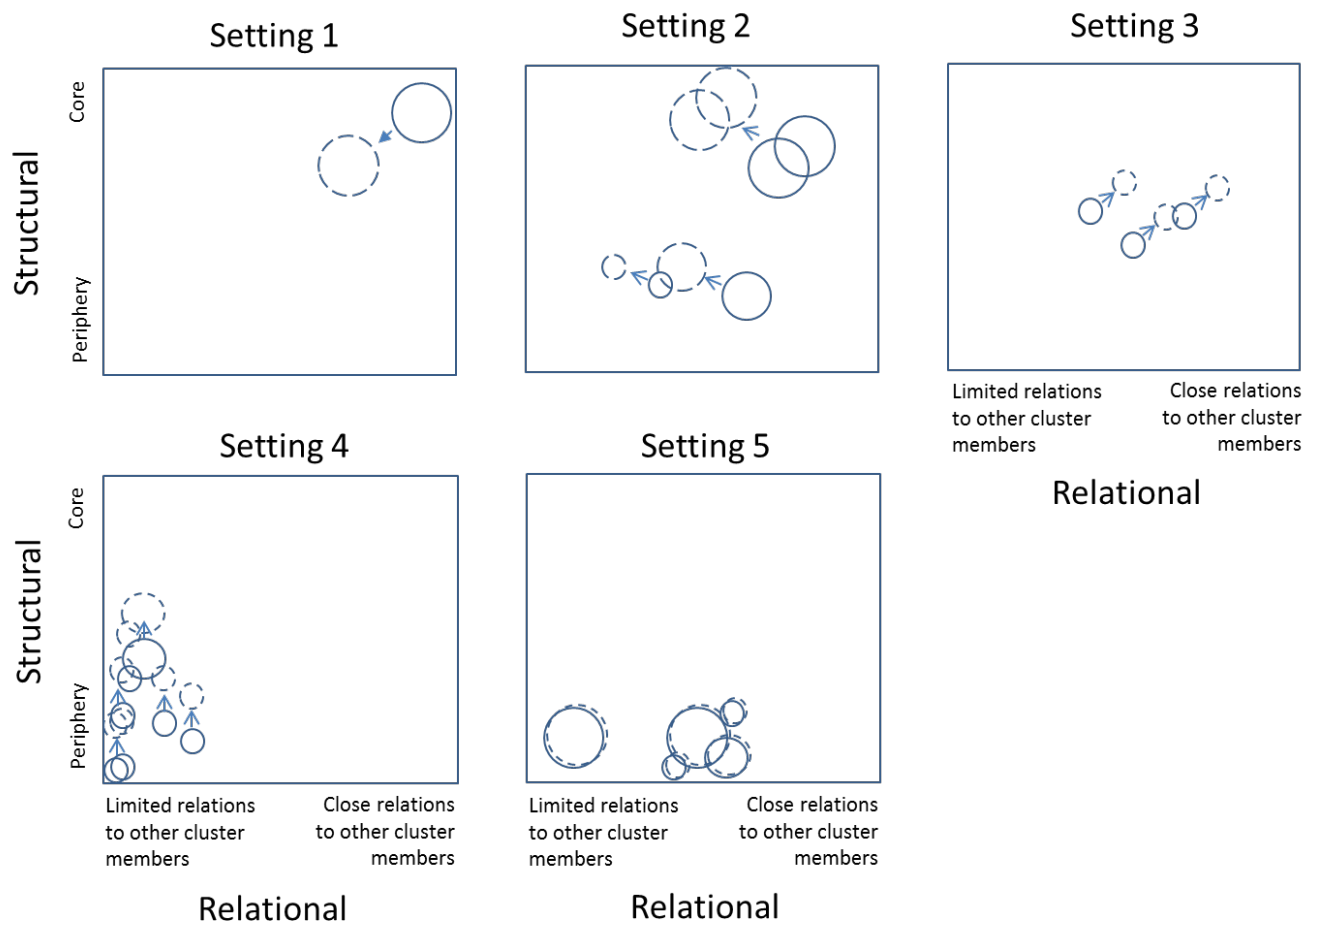 Setting 1
Setting 2
Setting 3
Structural
Core
Periphery
Limited relations
to other cluster
members
Close relations
to other cluster
members
Relational
Setting 4
Setting 5
Structural
Core
Periphery
Limited relations
to other cluster
members
Close relations
to other cluster
members
Limited relations
to other cluster
members
Close relations
to other cluster
members
Relational
Relational